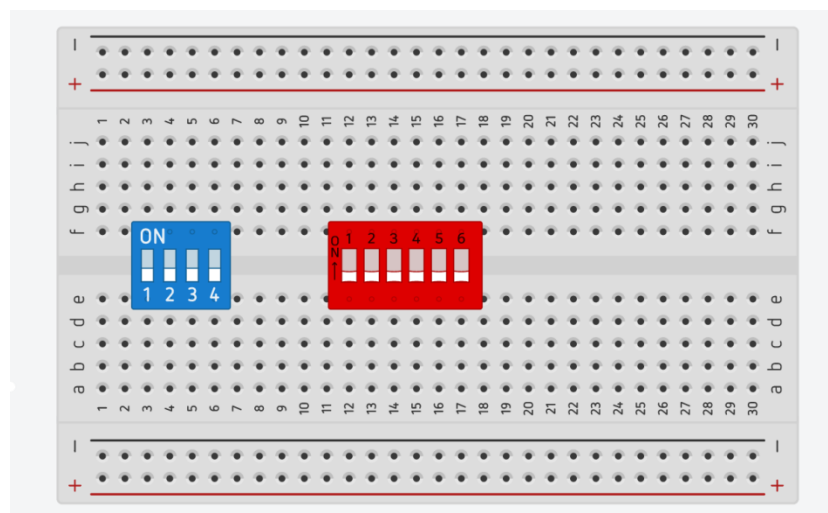 − −
+ +
1 2 3 4 5 6 7 8 9 10 11 12 13 14 15 16 17 18 19 20 21 22 23 24 25 26 27 28 29 30
j j
i i
h h
g g
f f
ON
1 2 3 4
ON
1 2 3 4 5 6
e e
d d
c c
b b
a a
1 2 3 4 5 6 7 8 9 10 11 12 13 14 15 16 17 18 19 20 21 22 23 24 25 26 27 28 29 30
− −
+ +